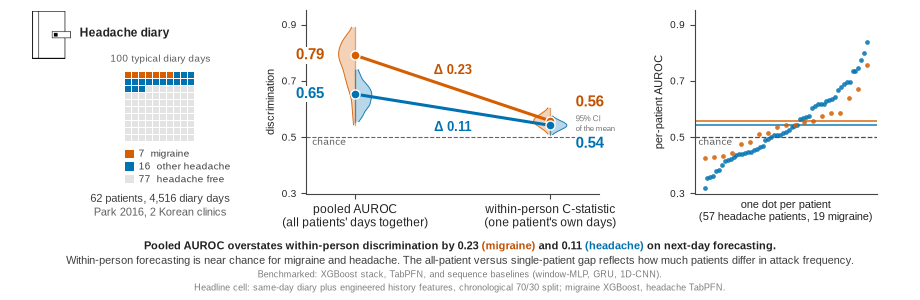 Headache diary
100 typical diary days
7 migraine
16 other headache
77 headache free
62 patients, 4,516 diary days
Park 2016, 2 Korean clinics
discrimination
0.9
0.7
0.5
0.3
0.79
0.65
Δ 0.23
Δ 0.11
0.56
95% CI
of the mean
0.54
chance
pooled AUROC
(all patients' days together)
within-person C-statistic
(one patient's own days)
per-patient AUROC
0.9
0.7
0.5
0.3
chance
one dot per patient
(57 headache patients, 19 migraine)
Pooled AUROC overstates within-person discrimination by 0.23 (migraine) and 0.11 (headache) on next-day forecasting.
Within-person forecasting is near chance for migraine and headache. The all-patient versus single-patient gap reflects how much patients differ in attack frequency.
Benchmarked: XGBoost stack, TabPFN, and sequence baselines (window-MLP, GRU, 1D-CNN).
Headline cell: same-day diary plus engineered history features, chronological 70/30 split; migraine XGBoost, headache TabPFN.